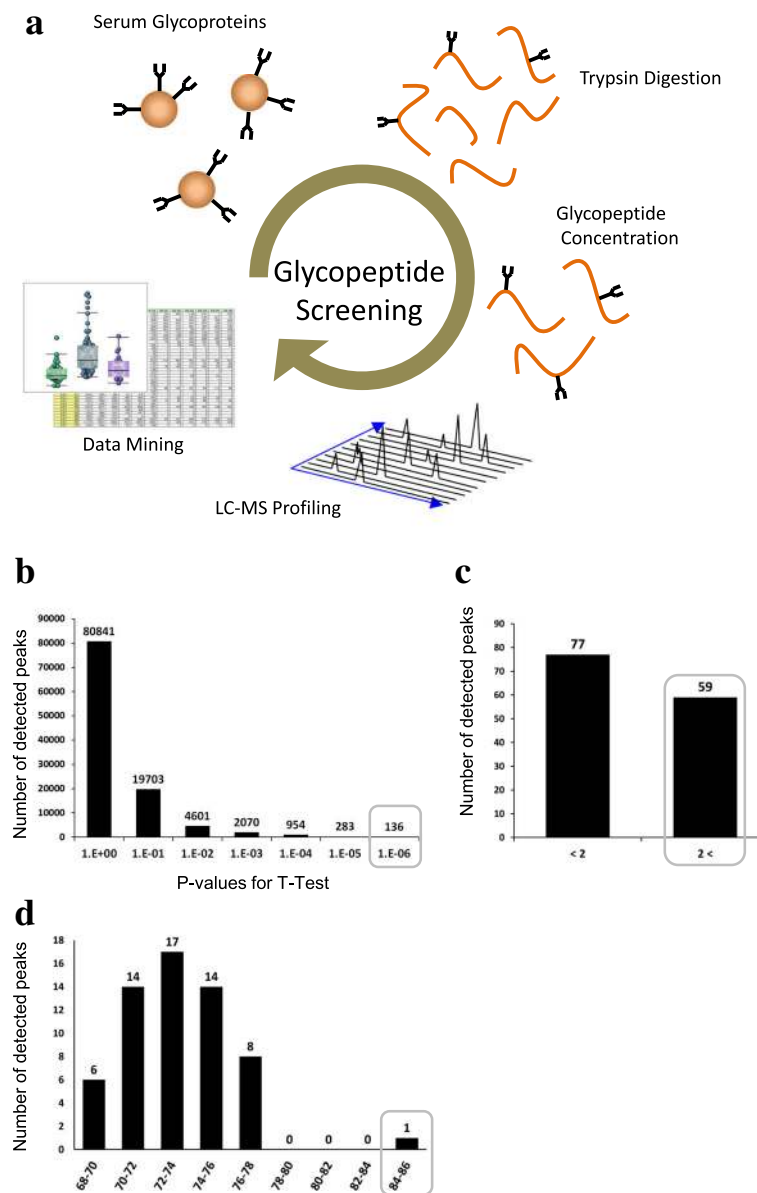 a
Serum Glycoproteins
Trypsin Digestion
Glycopeptide
Concentration
Glycopeptide
Screening
Data Mining
LC-MS Profiling
b
Number of detected peaks
90000
80000
70000
60000
50000
40000
30000
20000
10000
0
80841
19703
4601
2070
954
283
136
1.E+00
1.E-01
1.E-02
1.E-03
1.E-04
1.E-05
1.E-06
P-values for T-Test
c
Number of detected peaks
90
80
70
60
50
40
30
20
10
0
77
59
< 2
2 <
d
Number of detected peaks
18
16
14
12
10
8
6
4
2
0
6
14
17
14
8
0
0
0
1
68-70
70-72
72-74
74-76
76-78
78-80
80-82
82-84
84-86